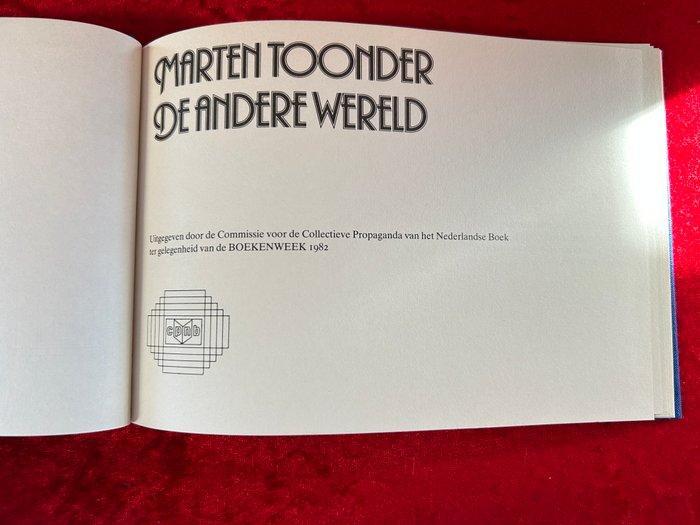 MARTEN TOONDER
DE ANDERE WERELD
Uitgegeven door de Commissie voor de Collectieve Propaganda van het Nederlandse Boek
ter gelegenheid van de BOEKENWEEK 1982
cpnb